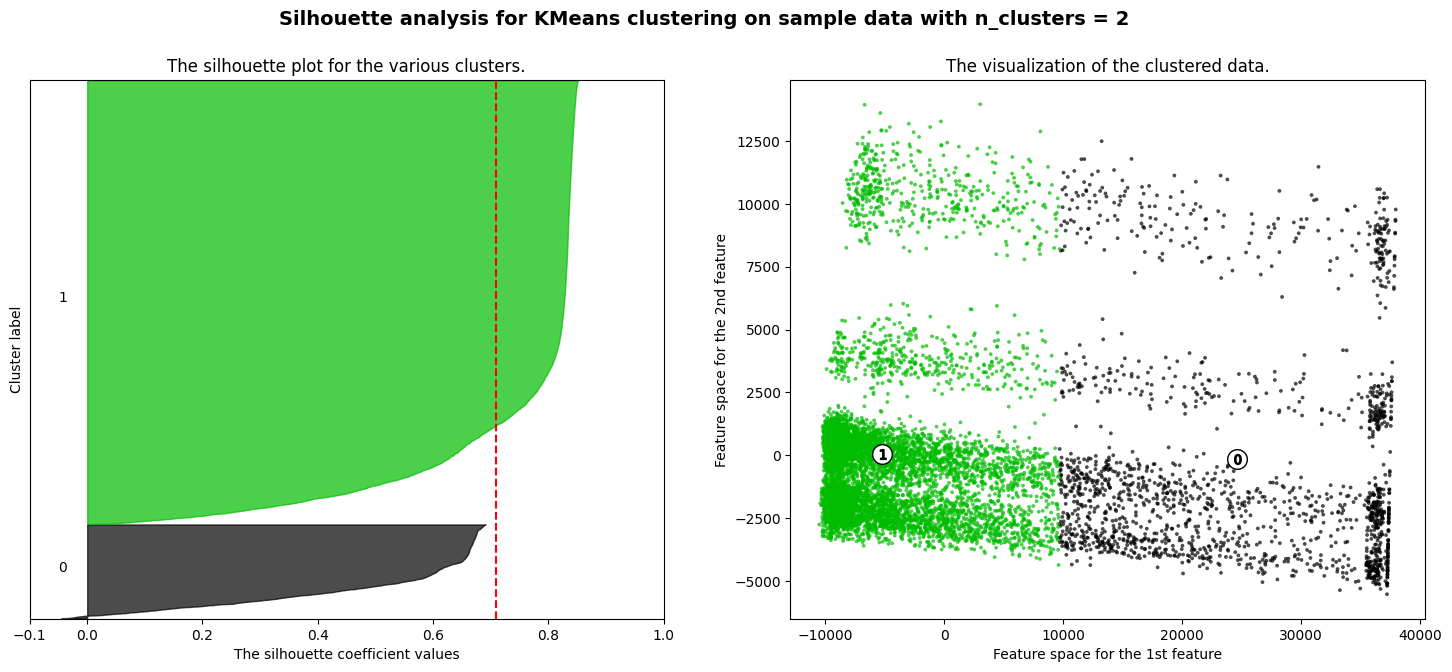 Silhouette analysis for KMeans clustering on sample data with n_clusters = 2
The silhouette plot for the various clusters.
1
0
Cluster label
−0.1 0.0 0.2 0.4 0.6 0.8 1.0
The silhouette coefficient values
The visualization of the clustered data.
Feature space for the 2nd feature
12500
10000
7500
5000
2500
0
−2500
−5000
1
0
−10000 0 10000 20000 30000 40000
Feature space for the 1st feature